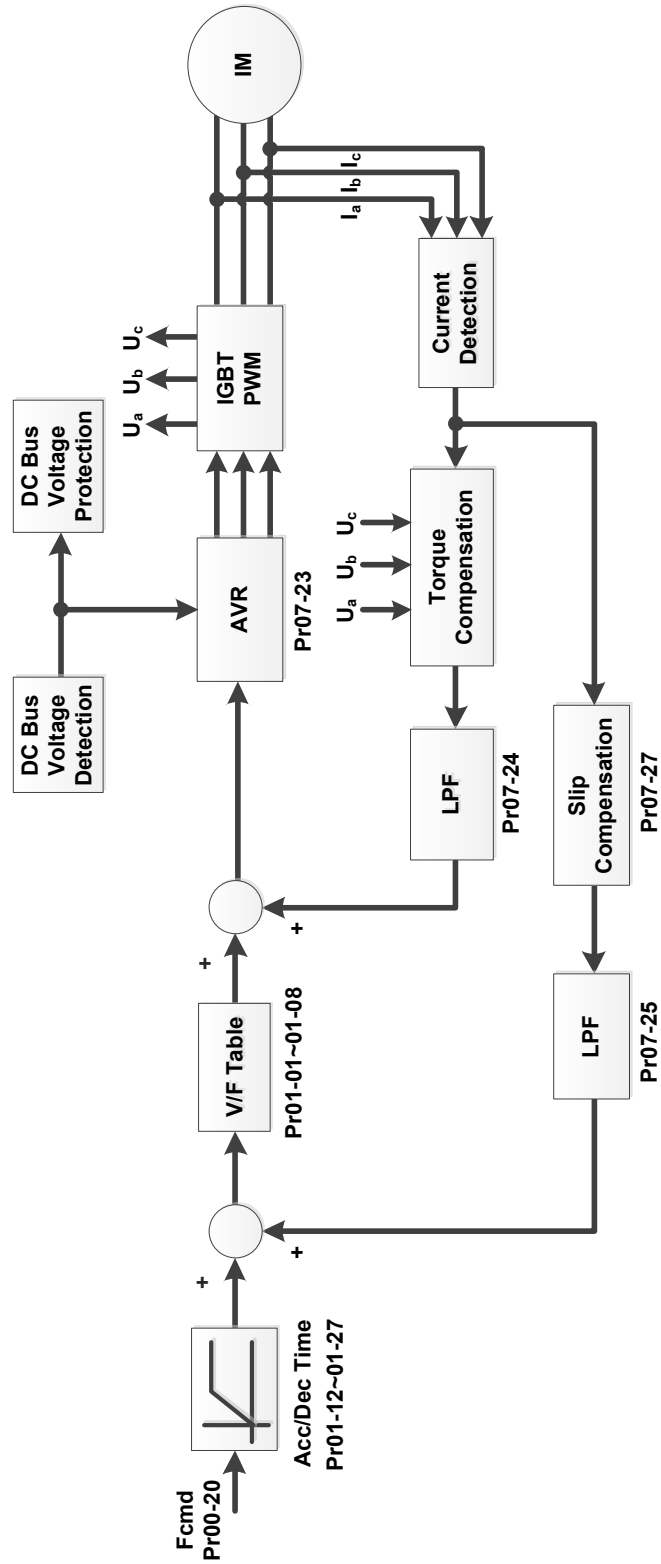 Fcmd
Pr00-20
Acc/Dec Time
Pr01-12~01-27
+
+
V/F Table
Pr01-01~01-08
+
+
DC Bus
Voltage
Detection
DC Bus
Voltage
Protection
AVR
Pr07-23
IGBT
PWM
Ua
Ub
Uc
IM
Ia
Ib
Ic
Current
Detection
Ua
Ub
Uc
Torque
Compensation
LPF
Pr07-24
Slip
Compensation
Pr07-27
LPF
Pr07-25